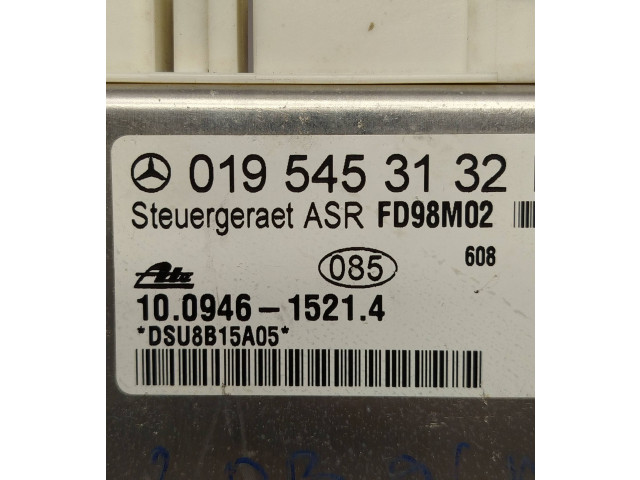 019 545 31 32
Steuergeraet ASR FD98M02
608
Ate 085
10.0946-1521.4
*DSU8B15A05*